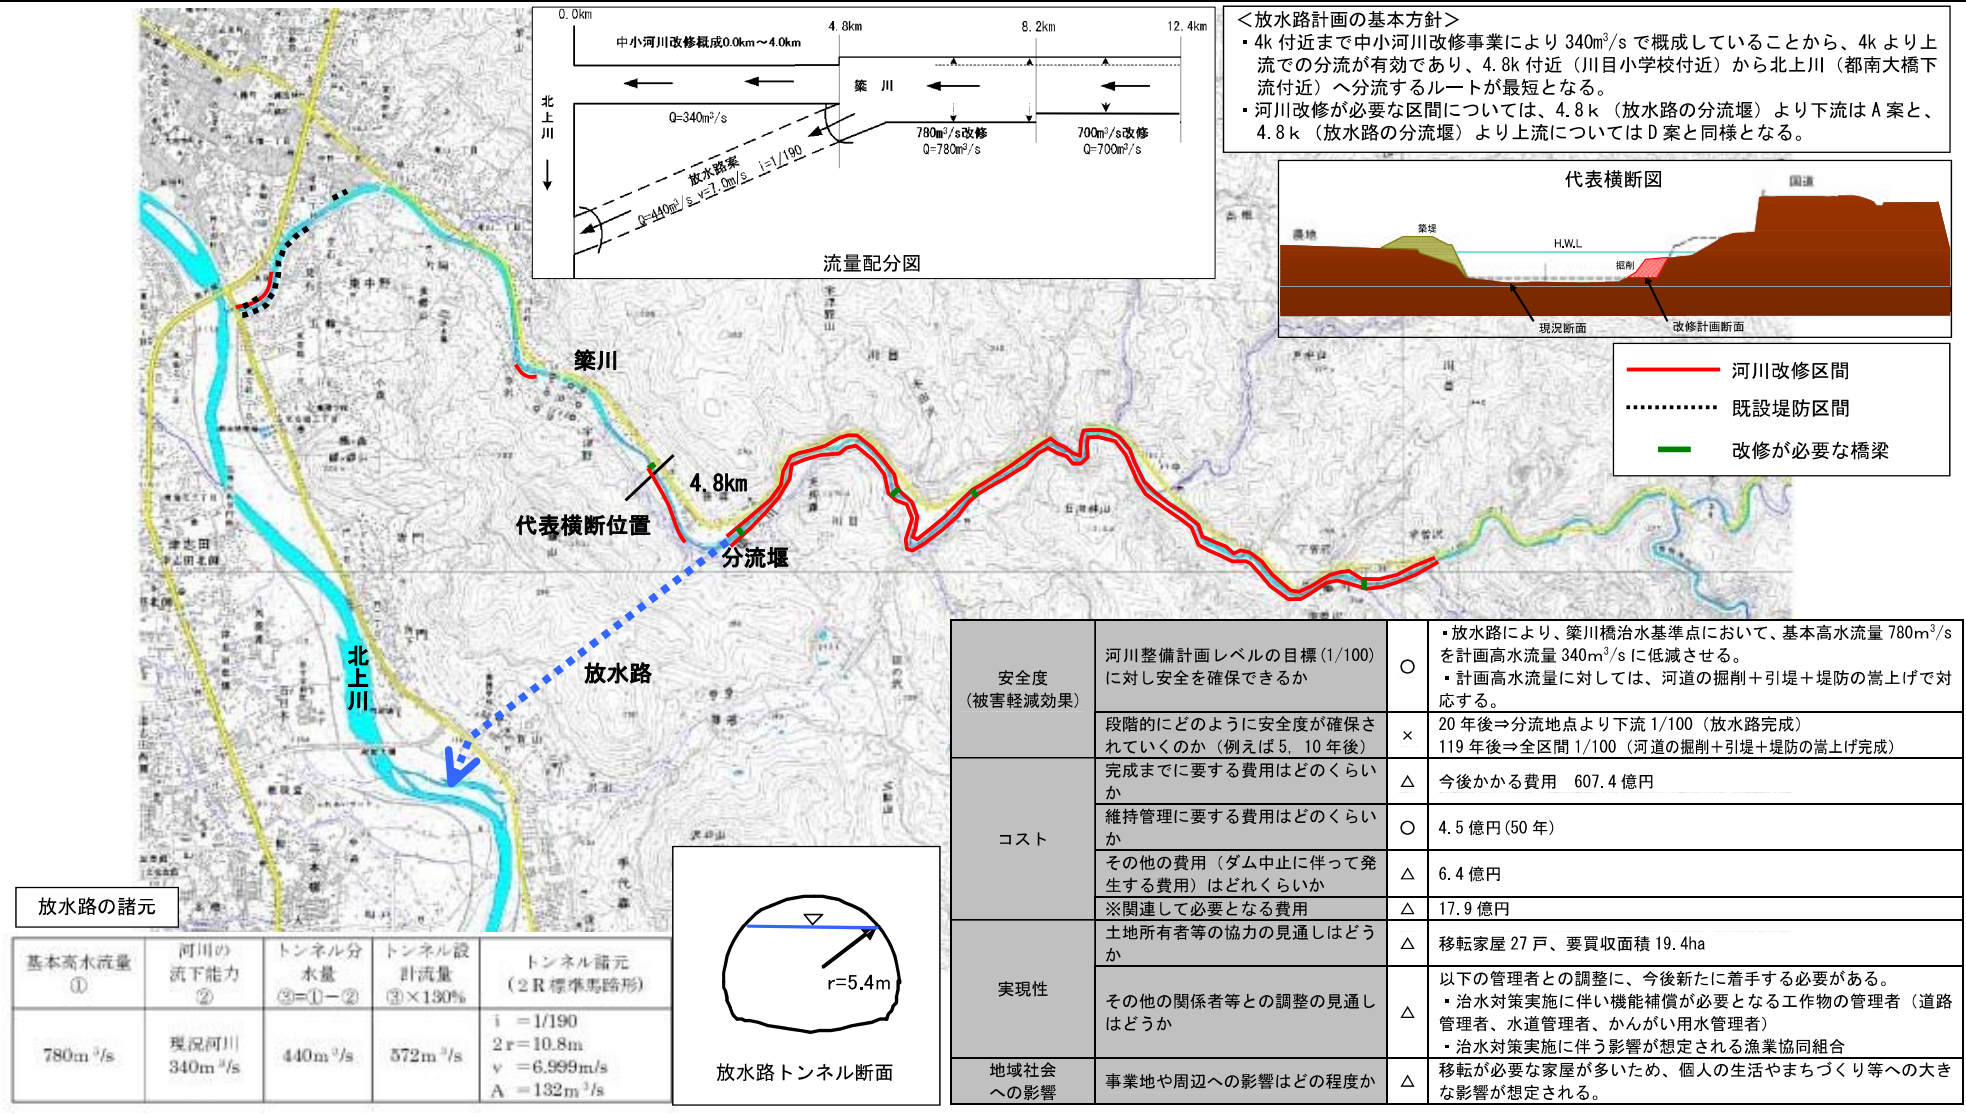 0.0km
4.8km
8.2km
12.4km
中小河川改修概成0.0km～4.0km
北上川
簗 川
Q=340m³/s
780m³/s改修
Q=780m³/s
700m³/s改修
Q=700m³/s
放水路案 i=1/190
Q=440m³/s v=7.0m/s
流量配分図
＜放水路計画の基本方針＞
・4k 付近まで中小河川改修事業により 340m³/s で概成していることから、4k より上
流での分流が有効であり、4.8k 付近（川目小学校付近）から北上川（都南大橋下
流付近）へ分流するルートが最短となる。
・河川改修が必要な区間については、4.8ｋ（放水路の分流堰）より下流は A 案と、
4.8ｋ（放水路の分流堰）より上流については D 案と同様となる。
代表横断図
国道
農地
築堤
H.W.L
掘削
現況断面
改修計画断面
河川改修区間
既設堤防区間
改修が必要な橋梁
簗川
4.8km
代表横断位置
分流堰
放水路
北上川
東中野
津志田
川目
放水路の諸元
基本高水流量
①
河川の
流下能力
②
トンネル分
水量
③=①－②
トンネル設
計流量
③×130%
トンネル諸元
（２Ｒ標準馬蹄形）
780m³/s
現況河川
340m³/s
440m³/s
572m³/s
i =1/190
2r=10.8m
v =6.999m/s
A =132m³/s
r=5.4m
放水路トンネル断面
安全度
（被害軽減効果）
河川整備計画レベルの目標(1/100)
に対し安全を確保できるか
○
・放水路により、簗川橋治水基準点において、基本高水流量 780m³/s
を計画高水流量 340m³/s に低減させる。
・計画高水流量に対しては、河道の掘削＋引堤＋堤防の嵩上げで対
応する。
段階的にどのように安全度が確保さ
れていくのか（例えば 5, 10 年後）
×
20 年後⇒分流地点より下流 1/100（放水路完成）
119 年後⇒全区間 1/100（河道の掘削＋引堤＋堤防の嵩上げ完成）
コスト
完成までに要する費用はどのくらい
か
△
今後かかる費用 607.4 億円
維持管理に要する費用はどのくらい
か
○
4.5 億円(50 年)
その他の費用（ダム中止に伴って発
生する費用）はどれくらいか
△
6.4 億円
※関連して必要となる費用
△
17.9 億円
実現性
土地所有者等の協力の見通しはどう
か
△
移転家屋 27 戸、要買収面積 19.4ha
その他の関係者等との調整の見通し
はどうか
△
以下の管理者との調整に、今後新たに着手する必要がある。
・治水対策実施に伴い機能補償が必要となる工作物の管理者（道路
管理者、水道管理者、かんがい用水管理者）
・治水対策実施に伴う影響が想定される漁業協同組合
地域社会
への影響
事業地や周辺への影響はどの程度か
△
移転が必要な家屋が多いため、個人の生活やまちづくり等への大き
な影響が想定される。